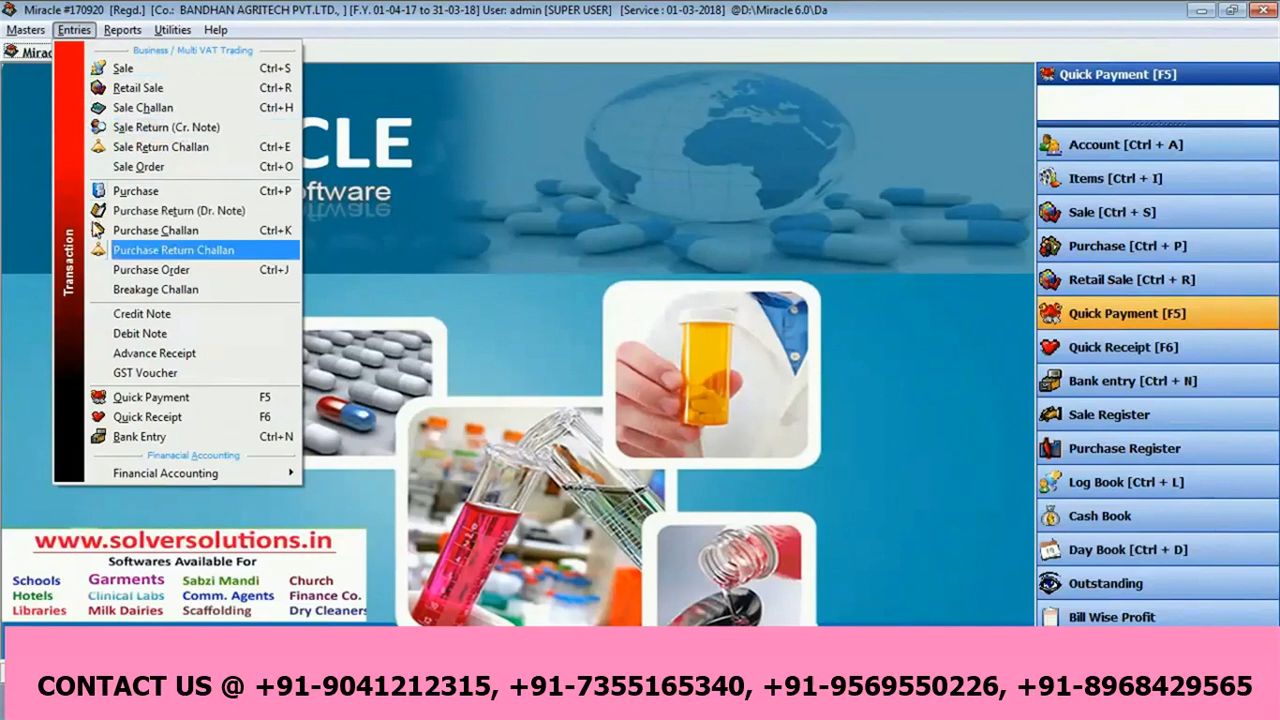 Miracle #170920 [Regd.] [Co.: BANDHAN AGRITECH PVT.LTD., ] [F.Y. 01-04-17 to 31-03-18] User: admin [SUPER USER] [Service : 01-03-2018] @D:\Miracle 6.0\Da
Masters Entries Reports Utilities Help
Mirac
Business / Multi VAT Trading
Sale Ctrl+S
Retail Sale Ctrl+R
Sale Challan Ctrl+H
Sale Return (Cr. Note)
Sale Return Challan Ctrl+E
Sale Order Ctrl+O
Purchase Ctrl+P
Purchase Return (Dr. Note)
Purchase Challan Ctrl+K
Purchase Return Challan
Purchase Order Ctrl+J
Breakage Challan
Credit Note
Debit Note
Advance Receipt
GST Voucher
Quick Payment F5
Quick Receipt F6
Bank Entry Ctrl+N
Finanacial Accounting
Financial Accounting
Transaction
CLE
oftware
Quick Payment [F5]
Account [Ctrl + A]
Items [Ctrl + I]
Sale [Ctrl + S]
Purchase [Ctrl + P]
Retail Sale [Ctrl + R]
Quick Payment [F5]
Quick Receipt [F6]
Bank entry [Ctrl + N]
Sale Register
Purchase Register
Log Book [Ctrl + L]
Cash Book
Day Book [Ctrl + D]
Outstanding
Bill Wise Profit
www.solversolutions.in
Softwares Available For
Schools Garments Sabzi Mandi Church
Hotels Clinical Labs Comm. Agents Finance Co.
Libraries Milk Dairies Scaffolding Dry Cleaners
CONTACT US @ +91-9041212315, +91-7355165340, +91-9569550226, +91-8968429565